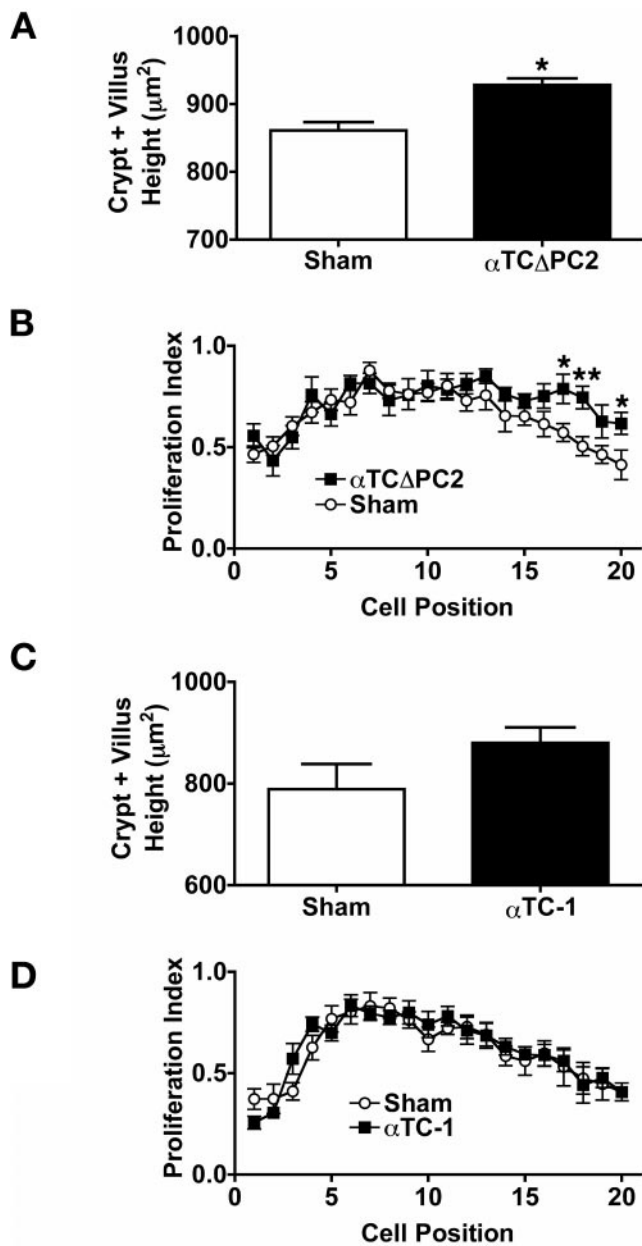 A
Crypt + Villus
Height (μm²)
1000
900
800
700
*
Sham
αTCΔPC2
B
Proliferation Index
1.0
0.5
0.0
* ** *
αTCΔPC2
Sham
0 5 10 15 20
Cell Position
C
Crypt + Villus
Height (μm²)
1000
800
600
Sham
αTC-1
D
Proliferation Index
1.0
0.5
0.0
Sham
αTC-1
0 5 10 15 20
Cell Position